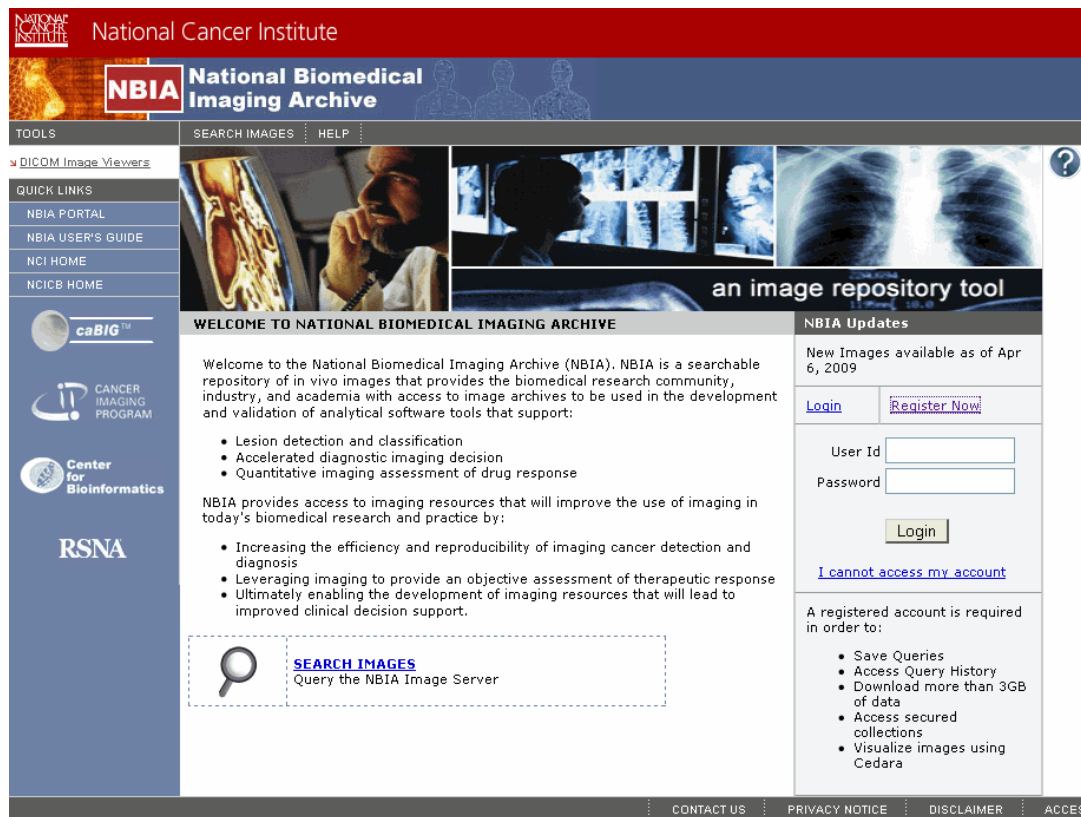 NATIONAL
CANCER
INSTITUTE
National Cancer Institute
NBIA
National Biomedical
Imaging Archive
TOOLS
SEARCH IMAGES
HELP
DICOM Image Viewers
QUICK LINKS
NBIA PORTAL
NBIA USER'S GUIDE
NCI HOME
NCICB HOME
caBIG™
CANCER
IMAGING
PROGRAM
Center
for
Bioinformatics
RSNA
?
an image repository tool
WELCOME TO NATIONAL BIOMEDICAL IMAGING ARCHIVE
Welcome to the National Biomedical Imaging Archive (NBIA). NBIA is a searchable
repository of in vivo images that provides the biomedical research community,
industry, and academia with access to image archives to be used in the development
and validation of analytical software tools that support:
• Lesion detection and classification
• Accelerated diagnostic imaging decision
• Quantitative imaging assessment of drug response
NBIA provides access to imaging resources that will improve the use of imaging in
today's biomedical research and practice by:
• Increasing the efficiency and reproducibility of imaging cancer detection and
diagnosis
• Leveraging imaging to provide an objective assessment of therapeutic response
• Ultimately enabling the development of imaging resources that will lead to
improved clinical decision support.
SEARCH IMAGES
Query the NBIA Image Server
NBIA Updates
New Images available as of Apr
6, 2009
Login
Register Now
User Id
Password
Login
I cannot access my account
A registered account is required
in order to:
• Save Queries
• Access Query History
• Download more than 3GB
of data
• Access secured
collections
• Visualize images using
Cedara
CONTACT US
PRIVACY NOTICE
DISCLAIMER
ACCES